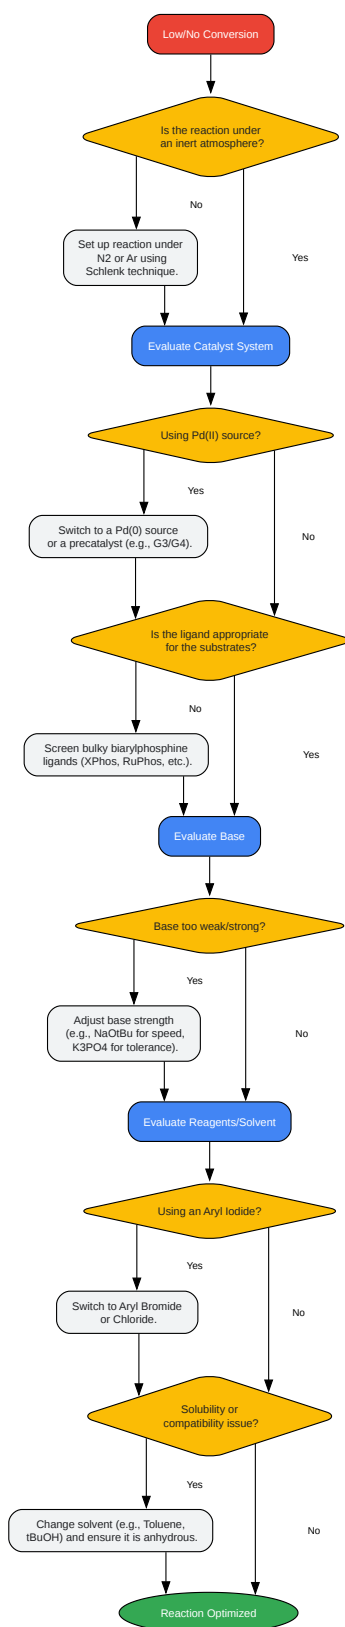 Low/No Conversion
Is the reaction under
an inert atmosphere?
No
Set up reaction under
N2 or Ar using
Schlenk technique.
Yes
Evaluate Catalyst System
Using Pd(II) source?
Yes
Switch to a Pd(0) source
or a precatalyst (e.g., G3/G4).
No
Is the ligand appropriate
for the substrates?
No
Screen bulky biarylphosphine
ligands (XPhos, RuPhos, etc.).
Yes
Evaluate Base
Base too weak/strong?
Yes
Adjust base strength
(e.g., NaOtBu for speed,
K3PO4 for tolerance).
No
Evaluate Reagents/Solvent
Using an Aryl Iodide?
Yes
Switch to Aryl Bromide
or Chloride.
No
Solubility or
compatibility issue?
Yes
Change solvent (e.g., Toluene,
tBuOH) and ensure it is anhydrous.
No
Reaction Optimized